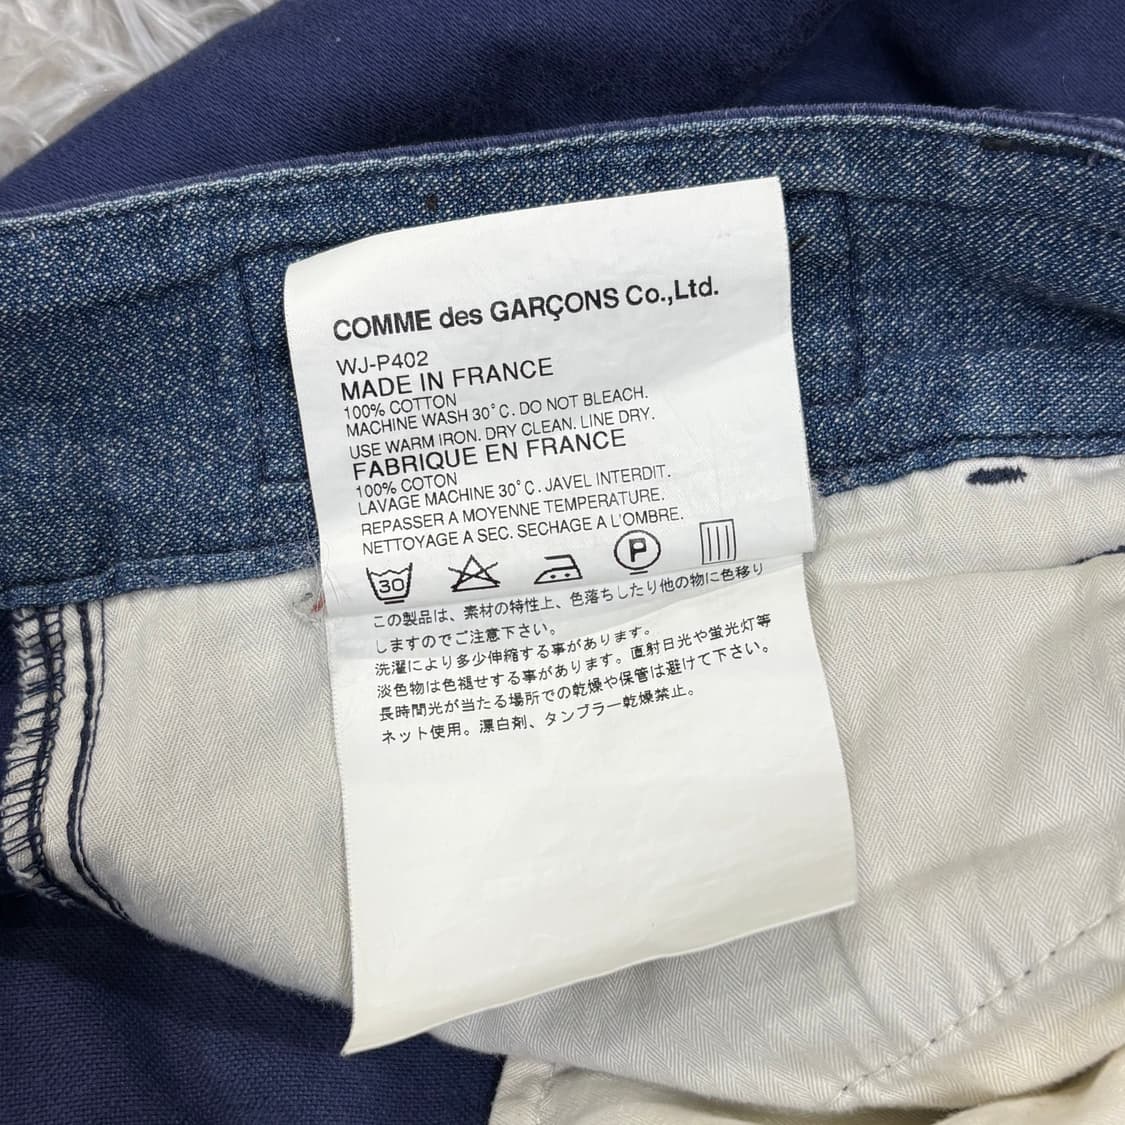 COMME des GARÇONS Co.,Ltd.
WJ-P402
MADE IN FRANCE
100% COTTON
MACHINE WASH 30°C. DO NOT BLEACH.
USE WARM IRON. DRY CLEAN. LINE DRY.
FABRIQUE EN FRANCE
100% COTON
LAVAGE MACHINE 30°C. JAVEL INTERDIT.
REPASSER A MOYENNE TEMPERATURE.
NETTOYAGE A SEC. SECHAGE A L'OMBRE.
30 P
この製品は、素材の特性上、色落ちしたり他の物に色移り
しますのでご注意下さい。
洗濯により多少伸縮する事があります。
淡色物は色褪せする事があります。直射日光や蛍光灯等
長時間光が当たる場所での乾燥や保管は避けて下さい。
ネット使用。漂白剤、タンブラー乾燥禁止。